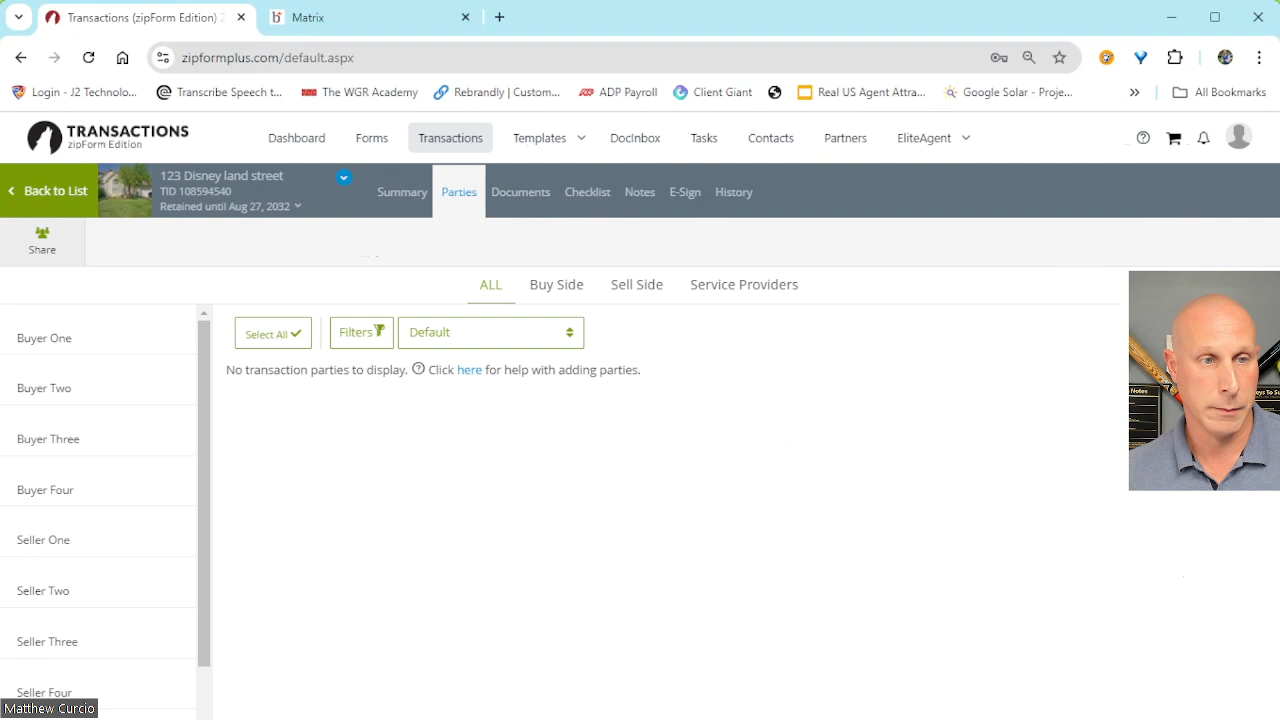 Transactions (zipForm Edition) 2
Matrix
zipformplus.com/default.aspx
Login - J2 Technolo...
Transcribe Speech t...
The WGR Academy
Rebrandly | Custom...
ADP Payroll
Client Giant
Real US Agent Attra...
Google Solar - Proje...
All Bookmarks
TRANSACTIONS
zipForm Edition
Dashboard
Forms
Transactions
Templates
DocInbox
Tasks
Contacts
Partners
EliteAgent
Back to List
123 Disney land street
TID 108594540
Retained until Aug 27, 2032
Summary
Parties
Documents
Checklist
Notes
E-Sign
History
Share
ALL
Buy Side
Sell Side
Service Providers
Buyer One
Buyer Two
Buyer Three
Buyer Four
Seller One
Seller Two
Seller Three
Seller Four
Select All
Filters
Default
No transaction parties to display. Click here for help with adding parties.
Notes
Matthew Curcio